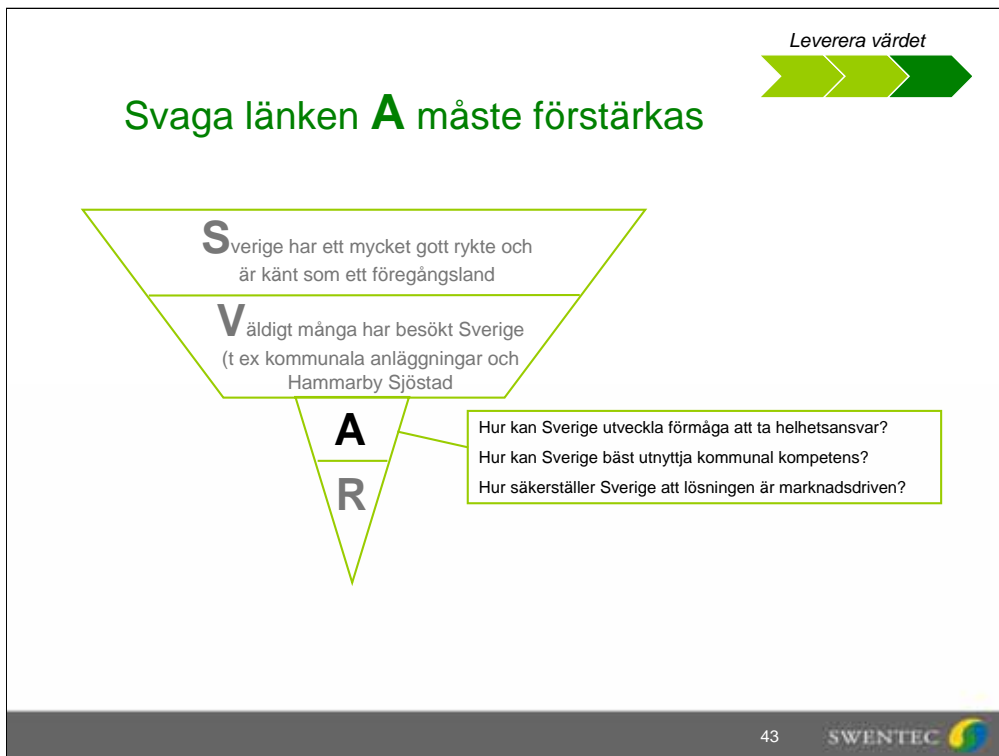 Leverera värdet
Svaga länken A måste förstärkas
Sverige har ett mycket gott rykte och
är känt som ett föregångsland
Väldigt många har besökt Sverige
(t ex kommunala anläggningar och
Hammarby Sjöstad
A
R
Hur kan Sverige utveckla förmåga att ta helhetsansvar?
Hur kan Sverige bäst utnyttja kommunal kompetens?
Hur säkerställer Sverige att lösningen är marknadsdriven?
43
SWENTEC